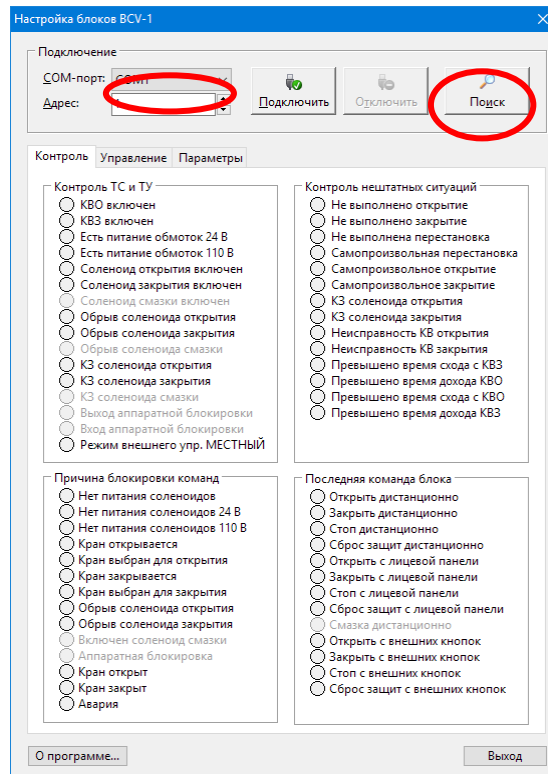 Настройка блоков BCV-1
Подключение
COM-порт: COM1
Подключить
Отключить
Поиск
Адрес:
Контроль
Управление
Параметры
Контроль ТС и ТУ
КВО включен
КВЗ включен
Есть питание обмоток 24 В
Есть питание обмоток 110 В
Соленоид открытия включен
Соленоид закрытия включен
Соленоид смазки включен
Обрыв соленоида открытия
Обрыв соленоида закрытия
Обрыв соленоида смазки
КЗ соленоида открытия
КЗ соленоида закрытия
КЗ соленоида смазки
Выход аппаратной блокировки
Вход аппаратной блокировки
Режим внешнего упр. МЕСТНЫЙ
Контроль нештатных ситуаций
Не выполнено открытие
Не выполнено закрытие
Не выполнена перестановка
Самопроизвольная перестановка
Самопроизвольное открытие
Самопроизвольное закрытие
КЗ соленоида открытия
КЗ соленоида закрытия
Неисправность КВ открытия
Неисправность КВ закрытия
Превышено время схода с КВЗ
Превышено время дохода КВО
Превышено время схода с КВО
Превышено время дохода КВЗ
Причина блокировки команд
Нет питания соленоидов
Нет питания соленоидов 24 В
Нет питания соленоидов 110 В
Кран открывается
Кран выбран для открытия
Кран закрывается
Кран выбран для закрытия
Обрыв соленоида открытия
Обрыв соленоида закрытия
Включен соленоид смазки
Аппаратная блокировка
Кран открыт
Кран закрыт
Авария
Последняя команда блока
Открыть дистанционно
Закрыть дистанционно
Стоп дистанционно
Сброс защит дистанционно
Открыть с лицевой панели
Закрыть с лицевой панели
Стоп с лицевой панели
Сброс защит с лицевой панели
Смазка дистанционно
Открыть с внешних кнопок
Закрыть с внешних кнопок
Стоп с внешних кнопок
Сброс защит с внешних кнопок
О программе...
Выход